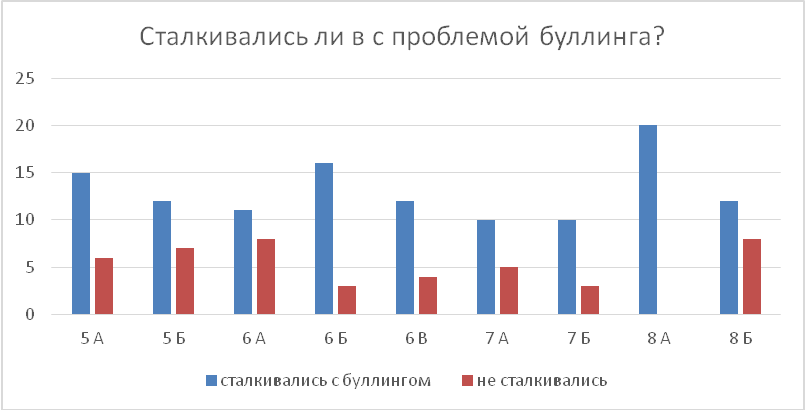 Сталкивались ли в с проблемой буллинга?
25
20
15
10
5
0
5 А 5 Б 6 А 6 Б 6 В 7 А 7 Б 8 А 8 Б
сталкивались с буллингом не сталкивались